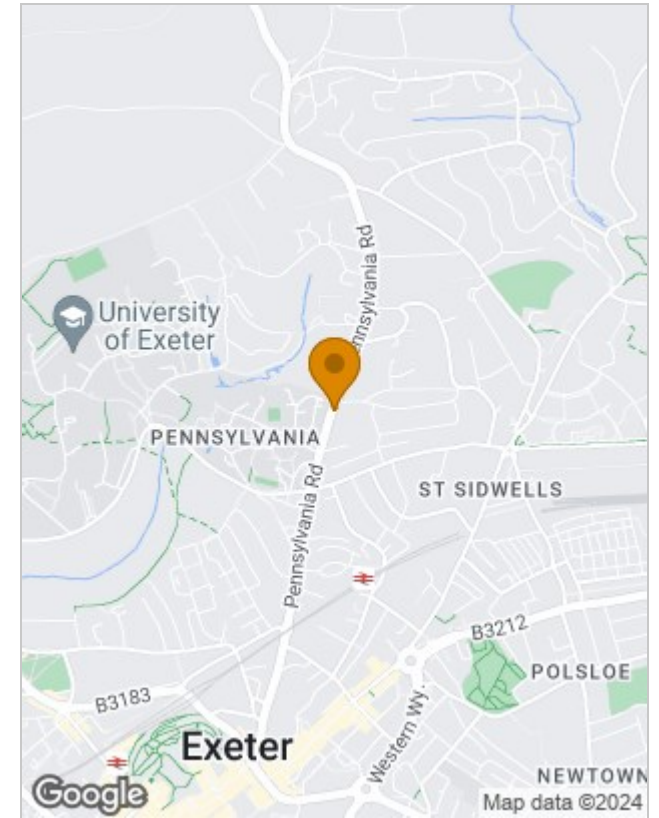 Pennsylvania Rd
University
of Exeter
PENNSYLVANIA
ST SIDWELLS
Pennsylvania Rd
B3212
POLSLOE
B3183
Western Wy.
Exeter
NEWTOWN
Google
Map data ©2024